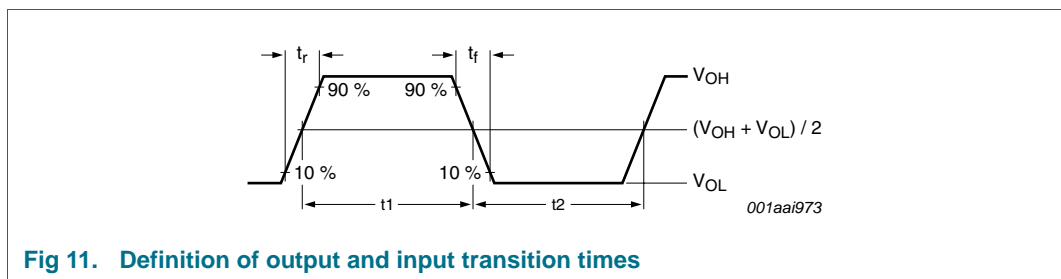 tr tf
VOH
90 % 90 %
(VOH + VOL) / 2
10 % 10 %
VOL
t1 t2
001aai973
Fig 11. Definition of output and input transition times